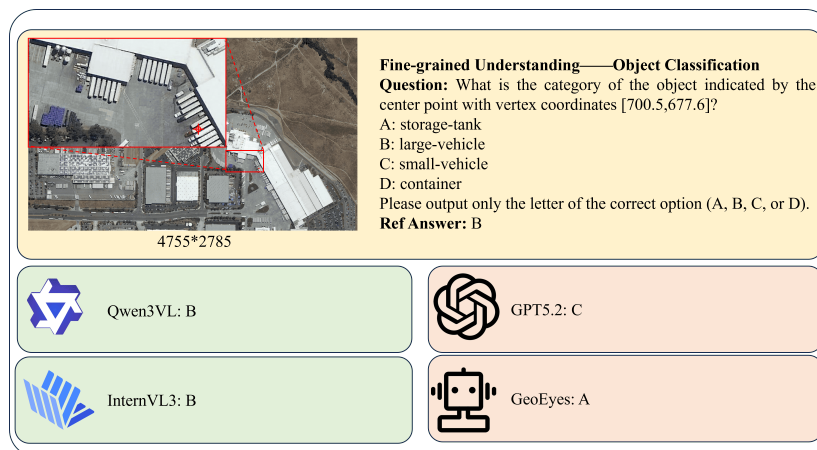 Fine-grained Understanding——Object Classification
Question: What is the category of the object indicated by the
center point with vertex coordinates [700.5,677.6]?
A: storage-tank
B: large-vehicle
C: small-vehicle
D: container
Please output only the letter of the correct option (A, B, C, or D).
Ref Answer: B
4755*2785
Qwen3VL: B
GPT5.2: C
InternVL3: B
GeoEyes: A